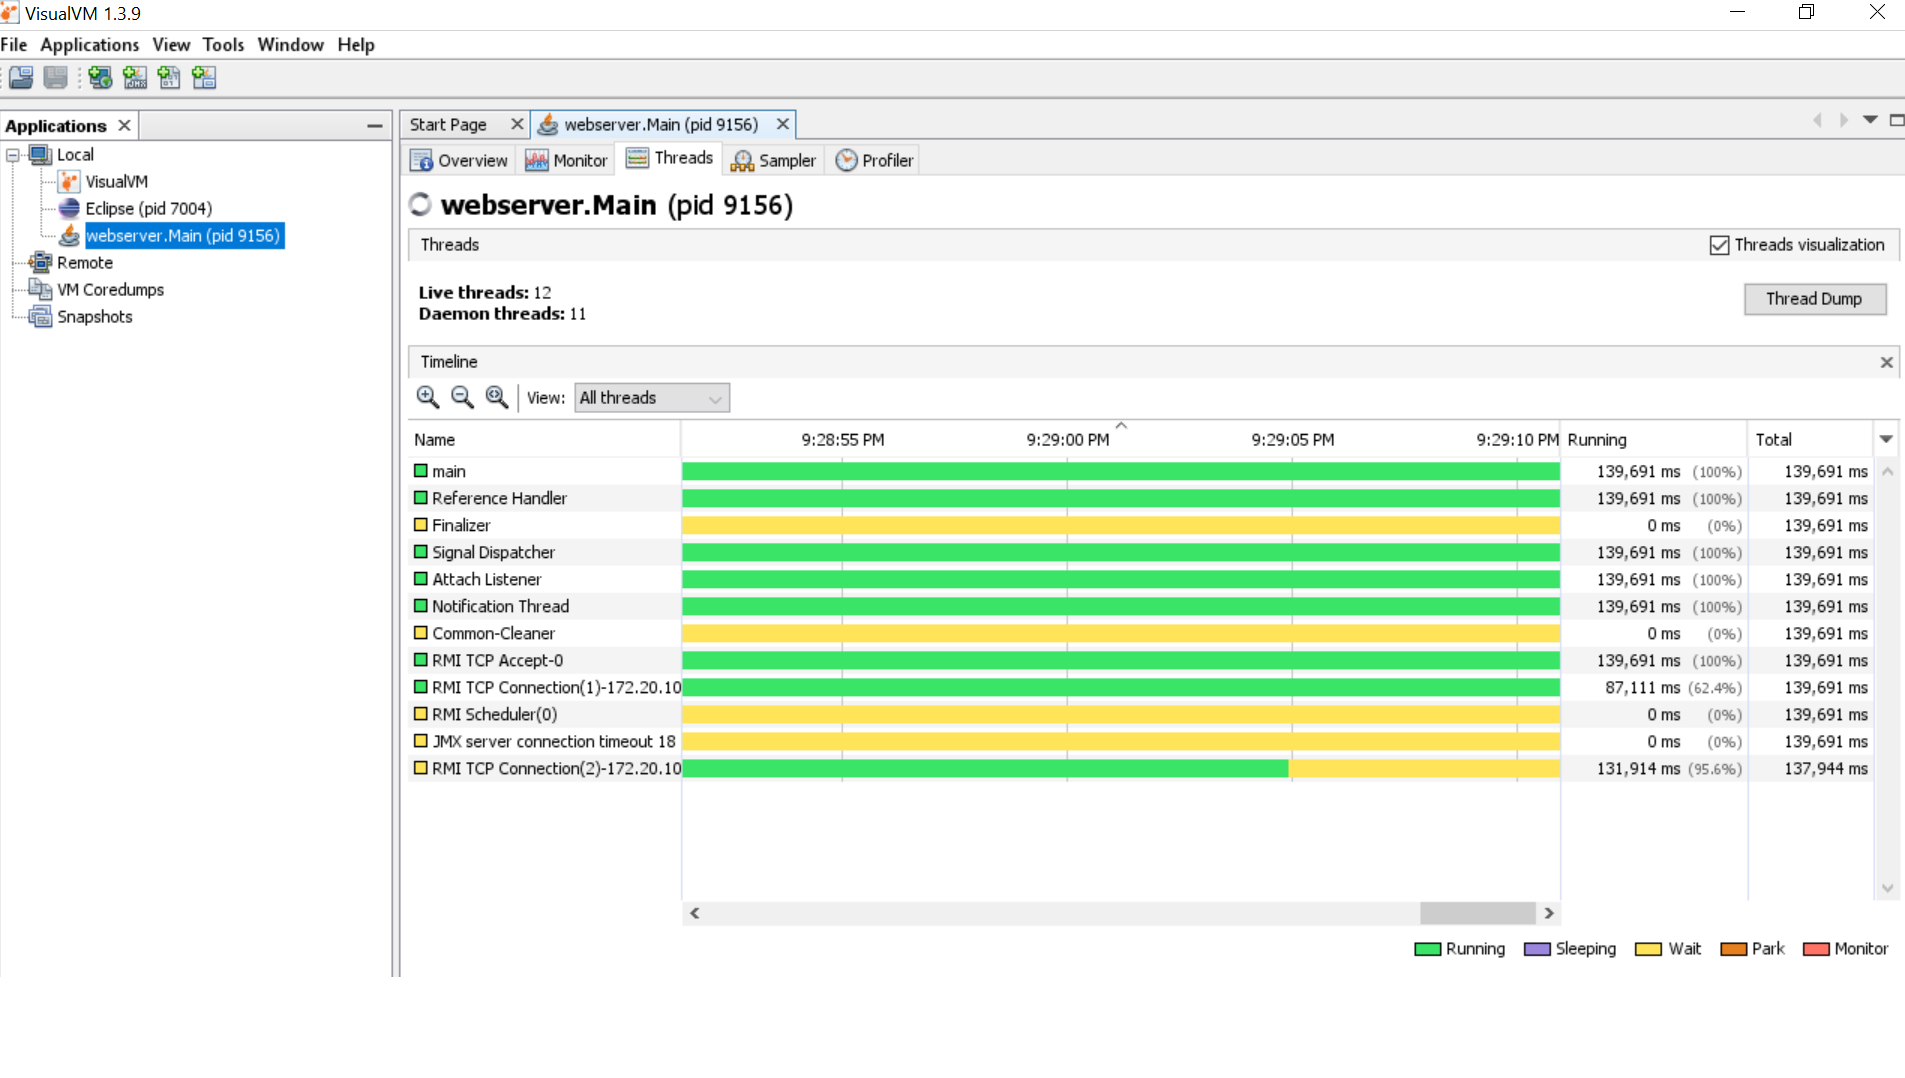 VisualVM 1.3.9
File Applications View Tools Window Help
Applications
Local
VisualVM
Eclipse (pid 7004)
webserver.Main (pid 9156)
Remote
VM Coredumps
Snapshots
Start Page webserver.Main (pid 9156)
Overview Monitor Threads Sampler Profiler
webserver.Main (pid 9156)
Threads Threads visualization
Live threads: 12
Daemon threads: 11
Thread Dump
Timeline
View: All threads
Name 9:28:55 PM 9:29:00 PM 9:29:05 PM 9:29:10 PM Running Total
main 139,691 ms (100%) 139,691 ms
Reference Handler 139,691 ms (100%) 139,691 ms
Finalizer 0 ms (0%) 139,691 ms
Signal Dispatcher 139,691 ms (100%) 139,691 ms
Attach Listener 139,691 ms (100%) 139,691 ms
Notification Thread 139,691 ms (100%) 139,691 ms
Common-Cleaner 0 ms (0%) 139,691 ms
RMI TCP Accept-0 139,691 ms (100%) 139,691 ms
RMI TCP Connection(1)-172.20.10 87,111 ms (62.4%) 139,691 ms
RMI Scheduler(0) 0 ms (0%) 139,691 ms
JMX server connection timeout 18 0 ms (0%) 139,691 ms
RMI TCP Connection(2)-172.20.10 131,914 ms (95.6%) 137,944 ms
Running Sleeping Wait Park Monitor